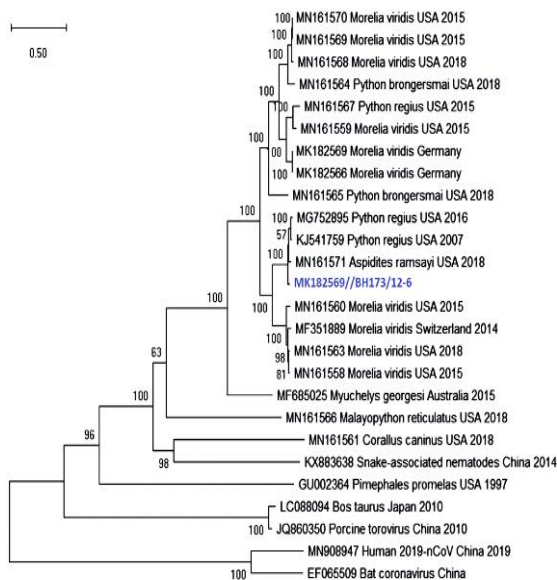 100 MN161570 Morelia viridis USA 2015
0.50
100 MN161569 Morelia viridis USA 2015
100 MN161568 Morelia viridis USA 2018
MN161564 Python brongersmai USA 2018
100
100 MN161567 Python regius USA 2015
MN161559 Morelia viridis USA 2015
00 MK182569 Morelia viridis Germany
100
100 MK182566 Morelia viridis Germany
MN161565 Python brongersmai USA 2018
100
100 MG752895 Python regius USA 2016
57 KJ541759 Python regius USA 2007
100
MN161571 Aspidites ramsayi USA 2018
100 MK182569//BH173/12-6
MN161560 Morelia viridis USA 2015
100
MF351889 Morelia viridis Switzerland 2014
100
98 MN161563 Morelia viridis USA 2018
63
81 MN161558 Morelia viridis USA 2015
MF685025 Myuchelys georgesi Australia 2015
100
MN161566 Malayopython reticulatus USA 2018
96
MN161561 Corallus caninus USA 2018
98 KX883638 Snake-associated nematodes China 2014
GU002364 Pimephales promelas USA 1997
LC088094 Bos taurus Japan 2010
100 JQ860350 Porcine torovirus China 2010
MN908947 Human 2019-nCoV China 2019
100 EF065509 Bat coronavirus China